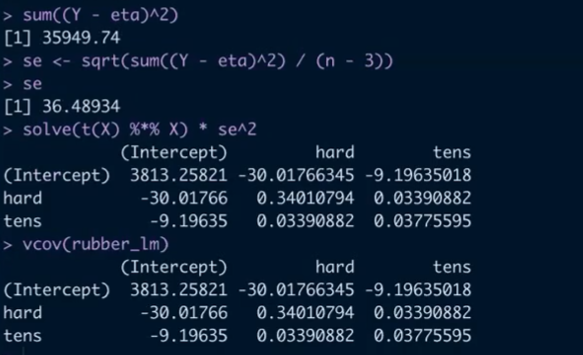 > sum((Y - eta)^2)
[1] 35949.74
> se <- sqrt(sum((Y - eta)^2) / (n - 3))
> se
[1] 36.48934
> solve(t(X) %*% X) * se^2
            (Intercept)         hard        tens
(Intercept)  3813.25821 -30.01766345 -9.19635018
hard          -30.01766   0.34010794  0.03390882
tens           -9.19635   0.03390882  0.03775595
> vcov(rubber_lm)
            (Intercept)         hard        tens
(Intercept)  3813.25821 -30.01766345 -9.19635018
hard          -30.01766   0.34010794  0.03390882
tens           -9.19635   0.03390882  0.03775595